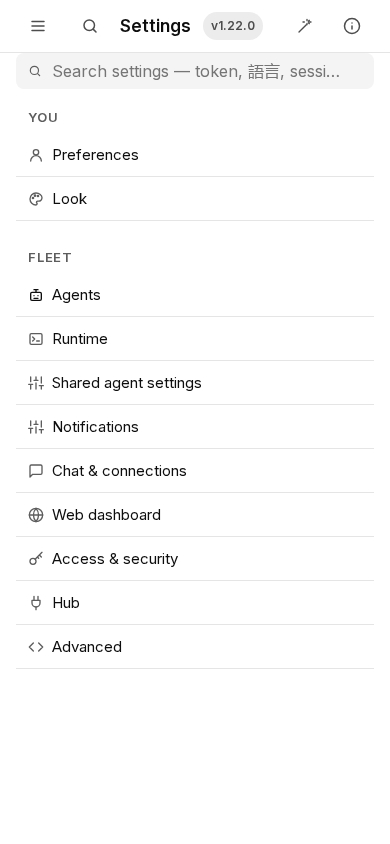 Settings v1.22.0
Search settings — token, 語言, sessi…
YOU
Preferences
Look
FLEET
Agents
Runtime
Shared agent settings
Notifications
Chat & connections
Web dashboard
Access & security
Hub
Advanced